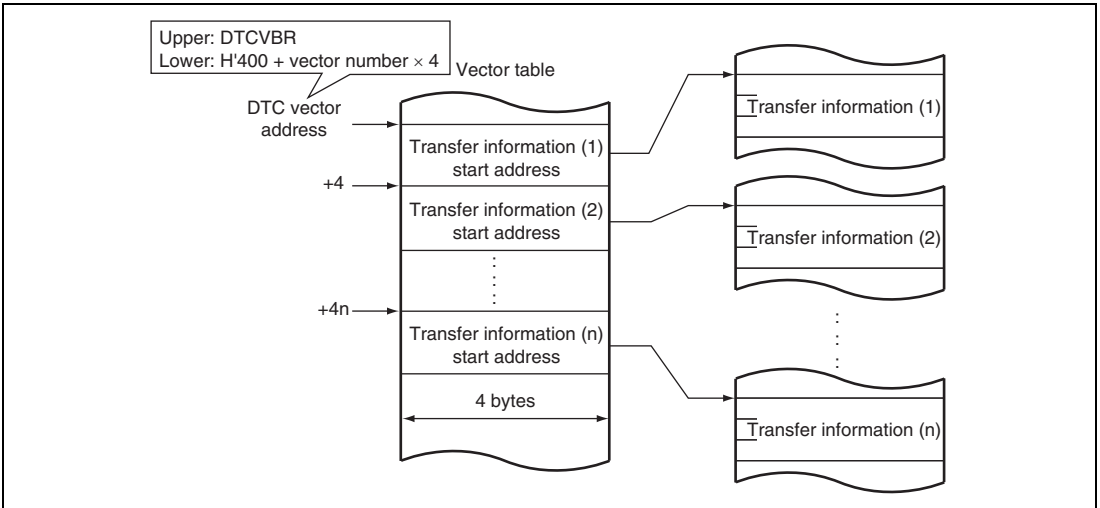 Upper: DTCVBR
Lower: H'400 + vector number × 4
Vector table
DTC vector
address
Transfer information (1)
start address
+4
Transfer information (2)
start address
+4n
Transfer information (n)
start address
4 bytes
Transfer information (1)
Transfer information (2)
Transfer information (n)